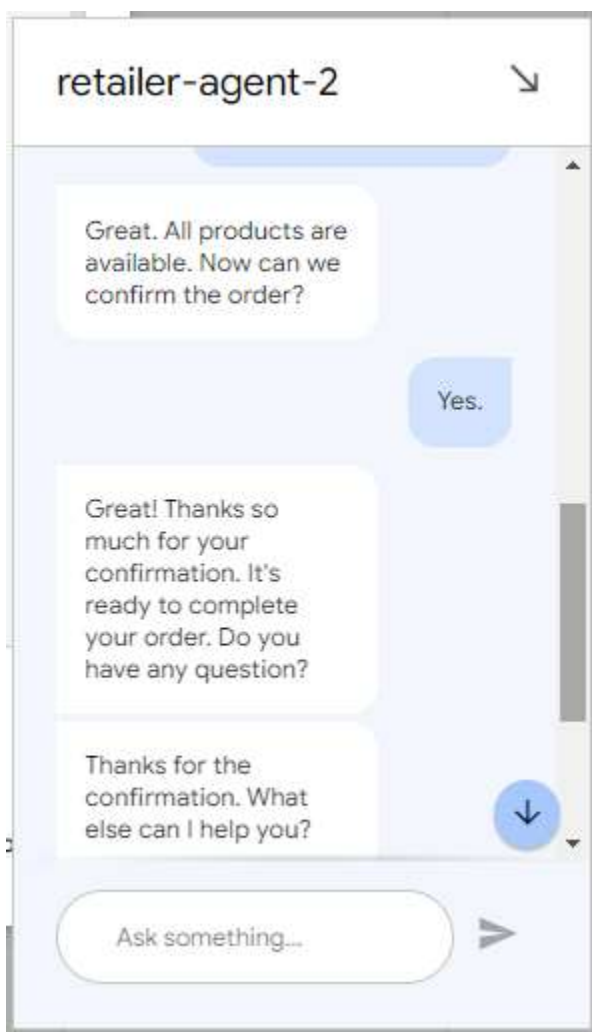 retailer-agent-2
Great. All products are
available. Now can we
confirm the order?
Yes.
Great! Thanks so
much for your
confirmation. It's
ready to complete
your order. Do you
have any question?
Thanks for the
confirmation. What
else can I help you?
Ask something...